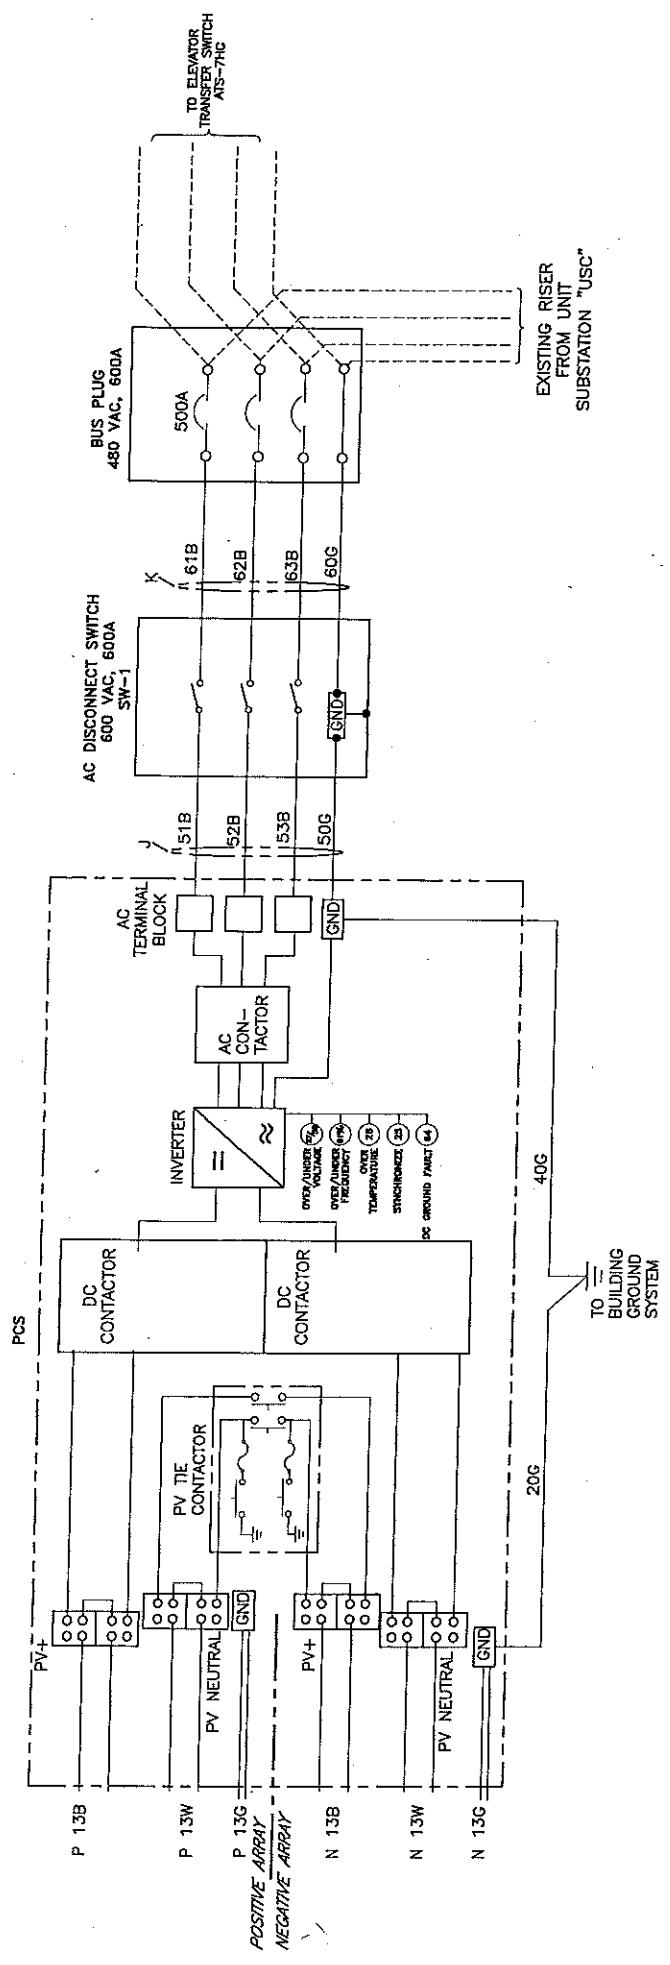 PCS
P 13B
P 13W
P 13G
POSITIVE ARRAY
NEGATIVE ARRAY
N 13B
N 13W
N 13G
PV+
PV NEUTRAL
GND
PV+
PV NEUTRAL
GND
PV TIE
CONTACTOR
DC
CONTACTOR
DC
CONTACTOR
INVERTER
OVER/UNDER
VOLTAGE
OVER/UNDER
FREQUENCY
OVER
TEMPERATURE
SYNCHRONIZE
25
DC GROUND FAULT
64
AC
CON-
TACTOR
AC
TERMINAL
BLOCK
GND
20G
40G
TO
BUILDING
GROUND
SYSTEM
J
51B
52B
53B
50G
AC DISCONNECT SWITCH
600 VAC, 600A
SW-1
GND
K
61B
62B
63B
60G
BUS PLUG
480 VAC, 600A
500A
TO ELEVATOR
TRANSFER SWITCH
ATS-7HC
EXISTING RISER
FROM UNIT
SUBSTATION "USC"